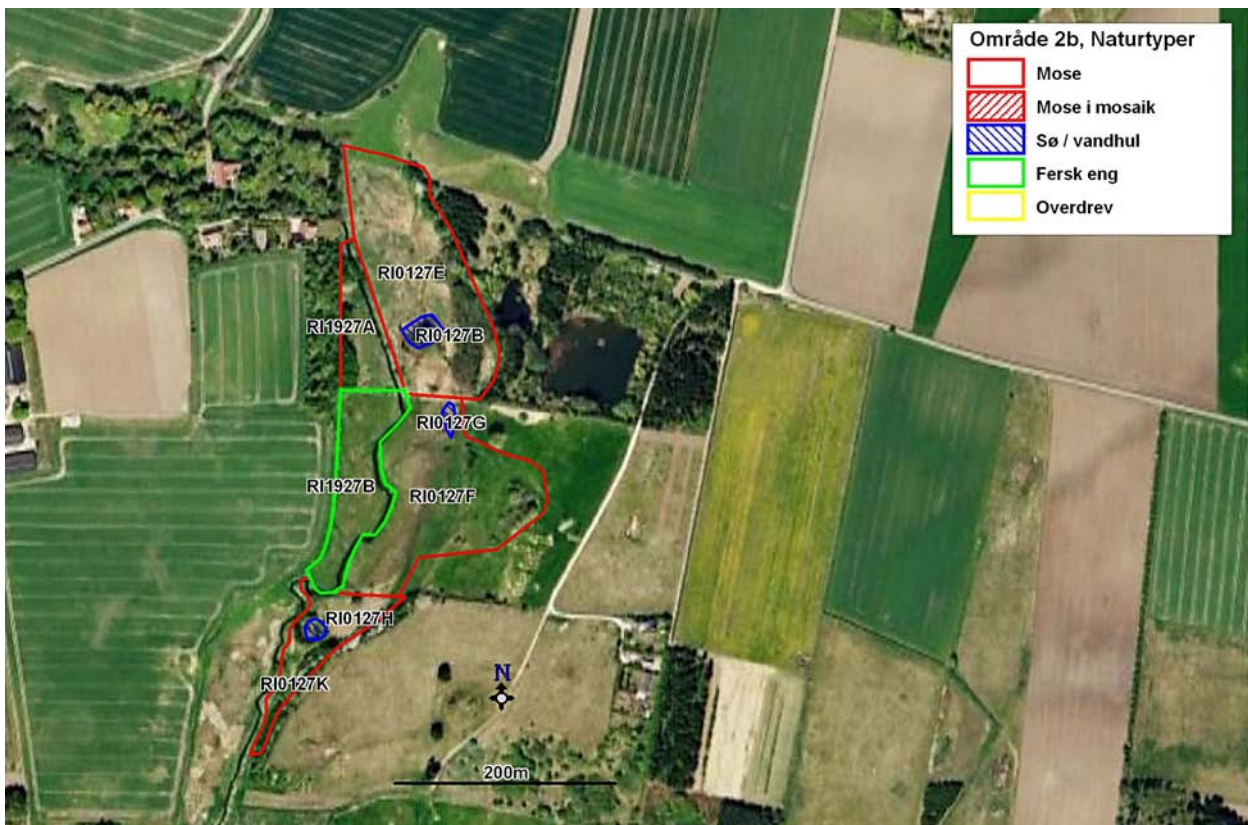 Område 2b, Naturtyper
Mose
Mose i mosaik
Sø / vandhul
Fersk eng
Overdrev
RI0127E
RI1927A
RI0127B
RI0127G
RI1927B
RI0127F
RI0127H
RI0127K
N
200m